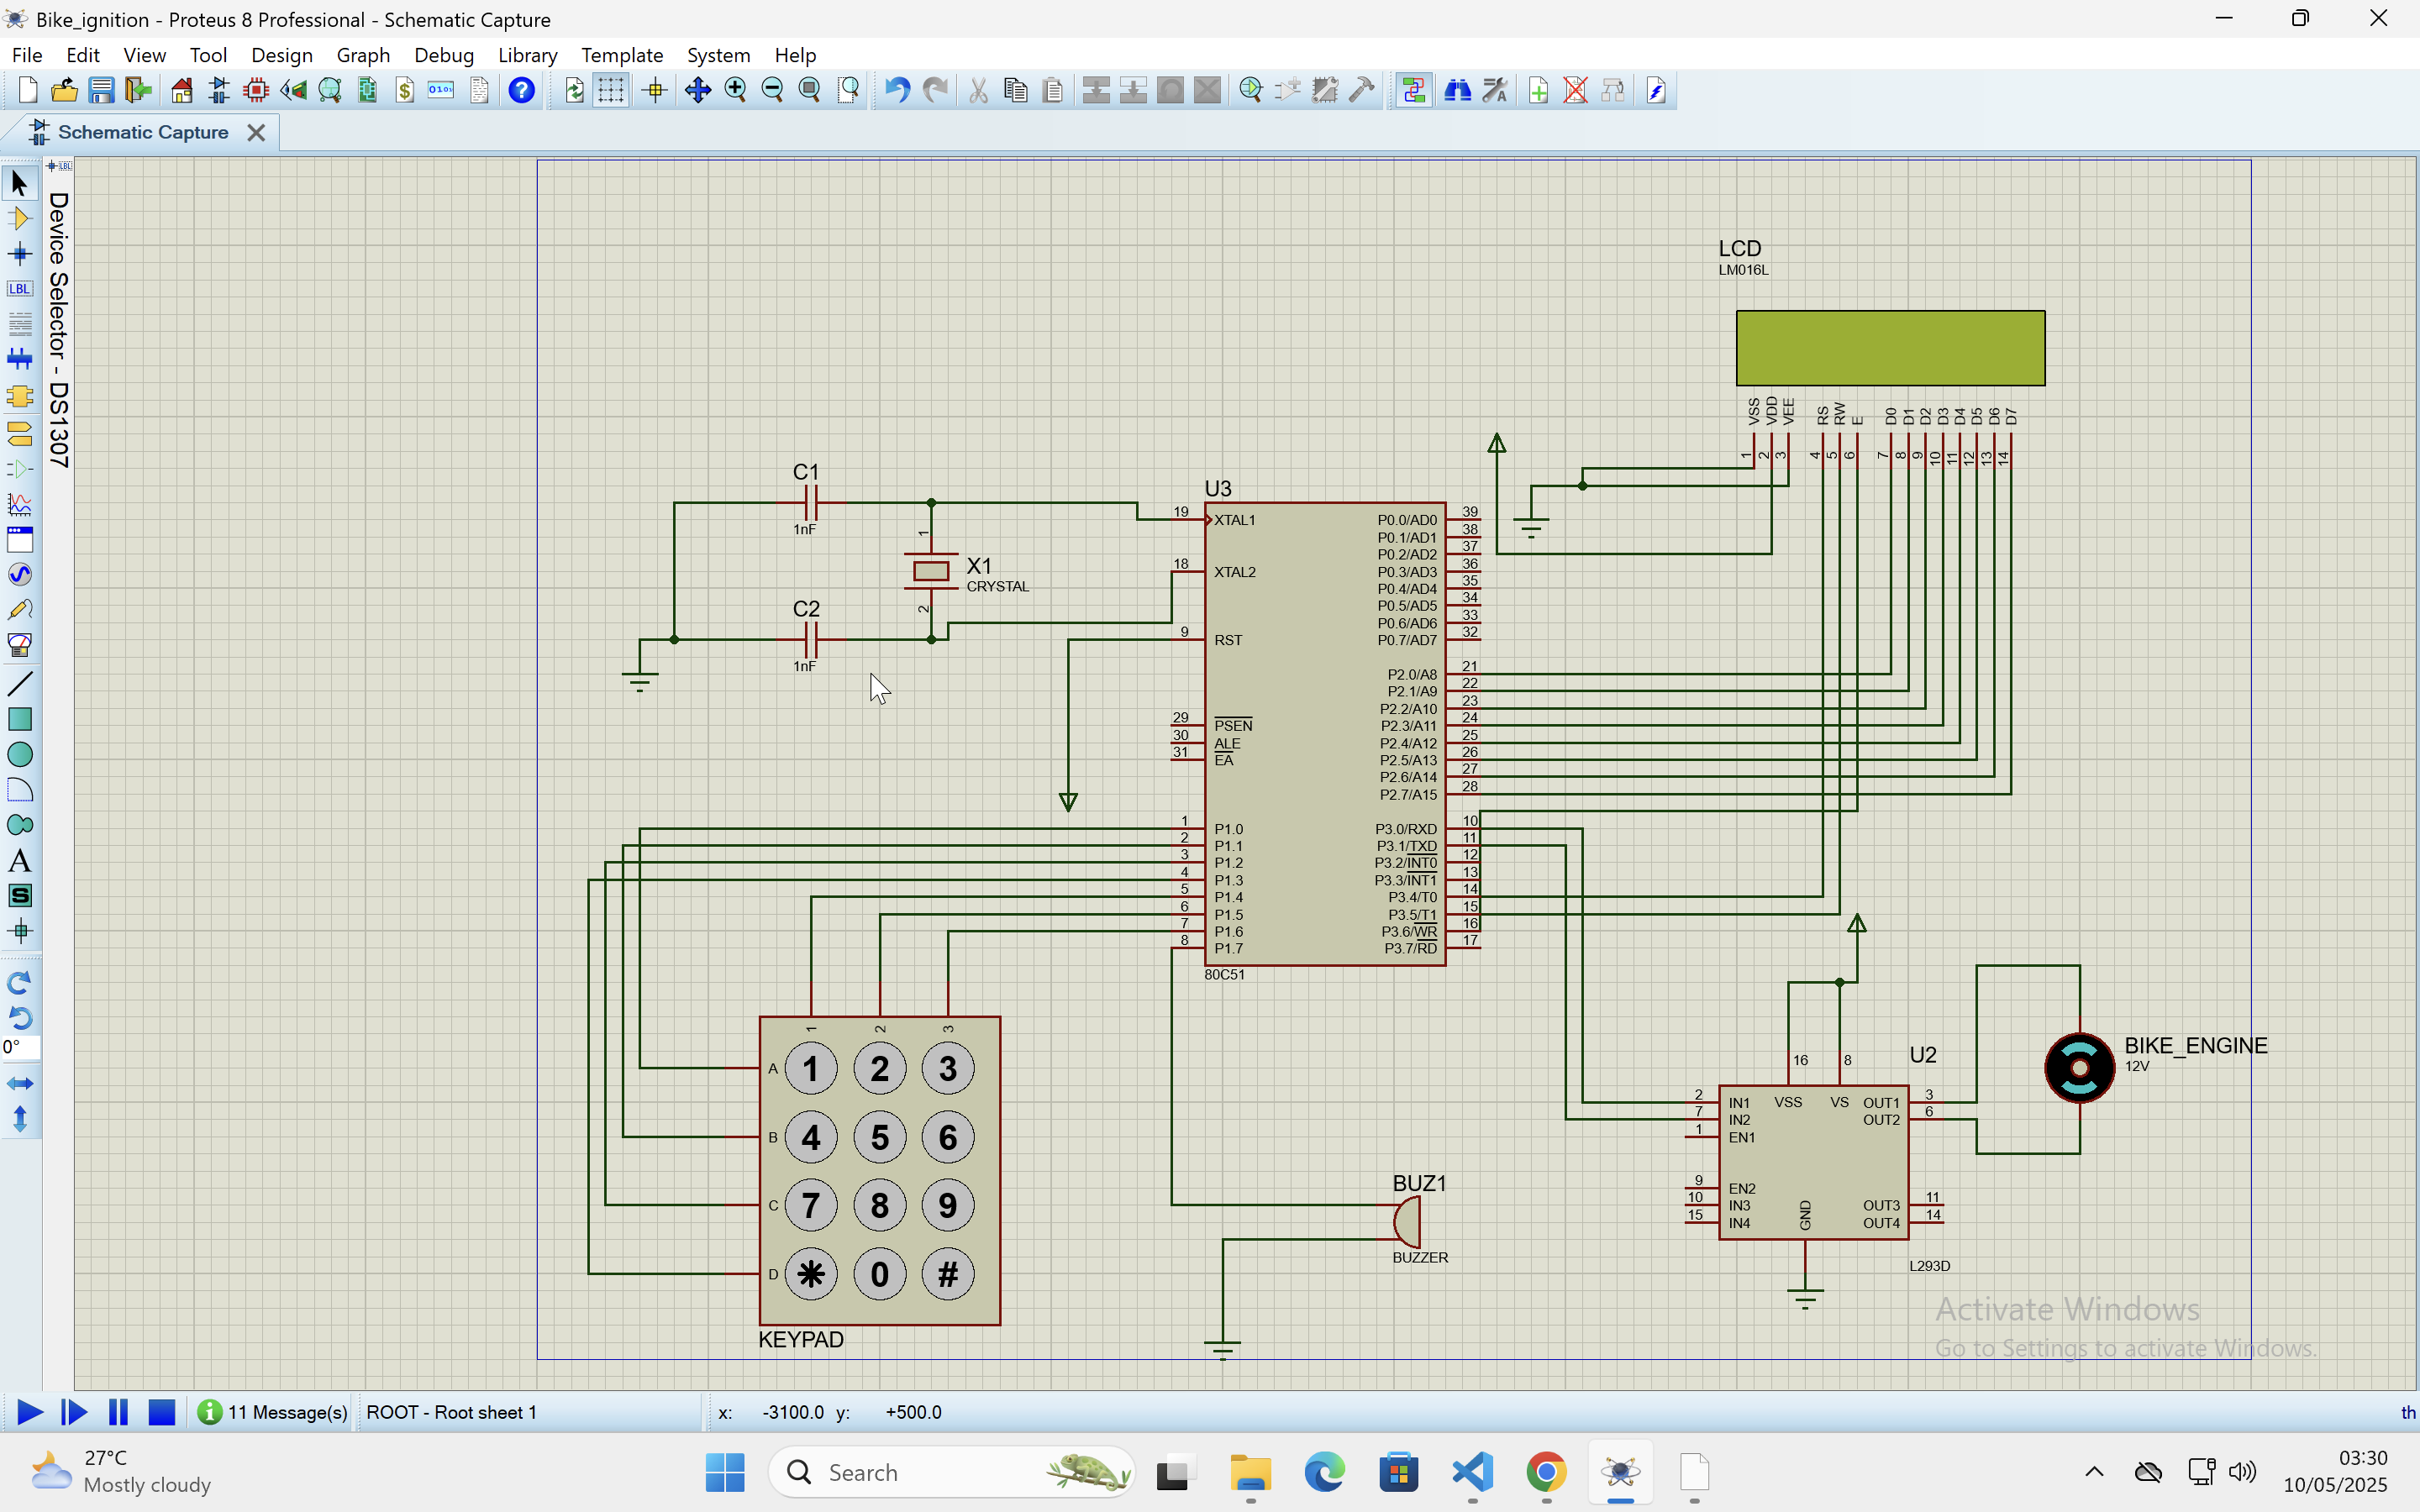 Bike_ignition - Proteus 8 Professional - Schematic Capture
File Edit View Tool Design Graph Debug Library Template System Help
Schematic Capture
LBL
Device Selector - DS1307
LBL
A
S
0°
LCD
LM016L
VSS VDD VEE RS RW E D0 D1 D2 D3 D4 D5 D6 D7
1 2 3 4 5 6 7 8 9 10 11 12 13 14
C1
1nF
C2
1nF
1
X1
CRYSTAL
2
U3
19 XTAL1
18 XTAL2
9 RST
29 PSEN
30 ALE
31 EA
1 P1.0
2 P1.1
3 P1.2
4 P1.3
5 P1.4
6 P1.5
7 P1.6
8 P1.7
P0.0/AD0 39
P0.1/AD1 38
P0.2/AD2 37
P0.3/AD3 36
P0.4/AD4 35
P0.5/AD5 34
P0.6/AD6 33
P0.7/AD7 32
P2.0/A8 21
P2.1/A9 22
P2.2/A10 23
P2.3/A11 24
P2.4/A12 25
P2.5/A13 26
P2.6/A14 27
P2.7/A15 28
P3.0/RXD 10
P3.1/TXD 11
P3.2/INT0 12
P3.3/INT1 13
P3.4/T0 14
P3.5/T1 15
P3.6/WR 16
P3.7/RD 17
80C51
1 2 3
A 1 2 3
B 4 5 6
C 7 8 9
D * 0 #
KEYPAD
BUZ1
BUZZER
U2
16 8
VSS VS
2 IN1
7 IN2
1 EN1
9 EN2
10 IN3
15 IN4
GND
OUT1 3
OUT2 6
OUT3 11
OUT4 14
L293D
BIKE_ENGINE
12V
Activate Windows
Go to Settings to activate Windows.
11 Message(s) ROOT - Root sheet 1 x: -3100.0 y: +500.0 th
27°C
Mostly cloudy
Search
03:30
10/05/2025